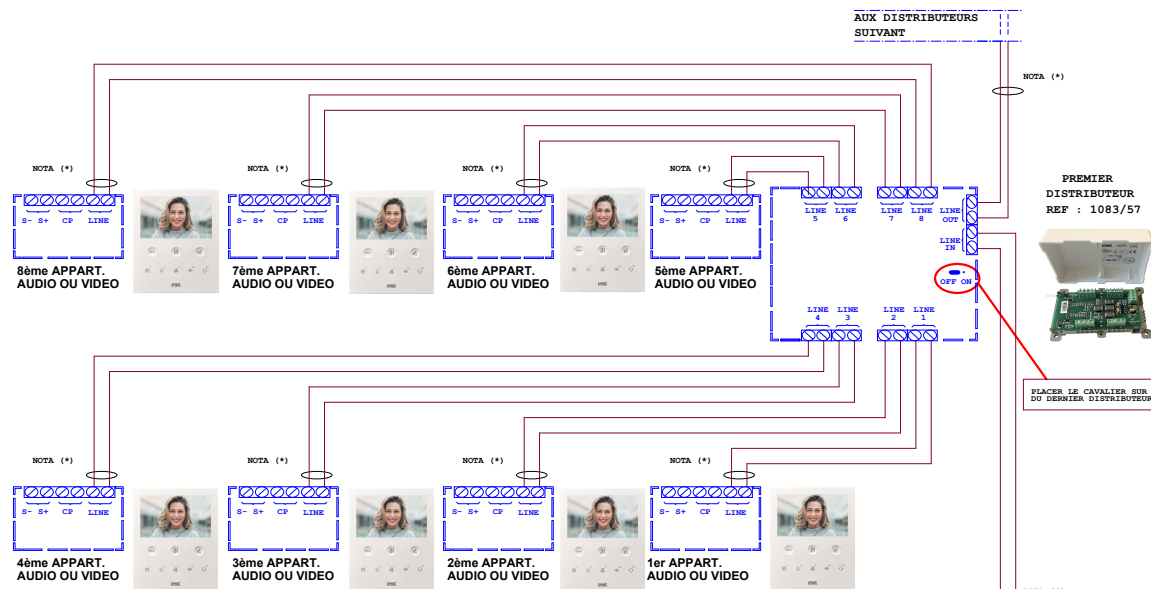 AUX DISTRIBUTEURS
SUIVANT
NOTA (*)
NOTA (*)
NOTA (*)
NOTA (*)
NOTA (*)
PREMIER
DISTRIBUTEUR
REF : 1083/57
S- S+ CP LINE
S- S+ CP LINE
S- S+ CP LINE
S- S+ CP LINE
LINE
5
LINE
6
LINE
7
LINE
8
LINE
OUT
LINE
IN
OFF ON
8ème APPART.
AUDIO OU VIDEO
7ème APPART.
AUDIO OU VIDEO
6ème APPART.
AUDIO OU VIDEO
5ème APPART.
AUDIO OU VIDEO
LINE
4
LINE
3
LINE
2
LINE
1
PLACER LE CAVALIER SUR
DU DERNIER DISTRIBUTEUR
NOTA (*)
NOTA (*)
NOTA (*)
NOTA (*)
S- S+ CP LINE
S- S+ CP LINE
S- S+ CP LINE
S- S+ CP LINE
4ème APPART.
AUDIO OU VIDEO
3ème APPART.
AUDIO OU VIDEO
2ème APPART.
AUDIO OU VIDEO
1er APPART.
AUDIO OU VIDEO